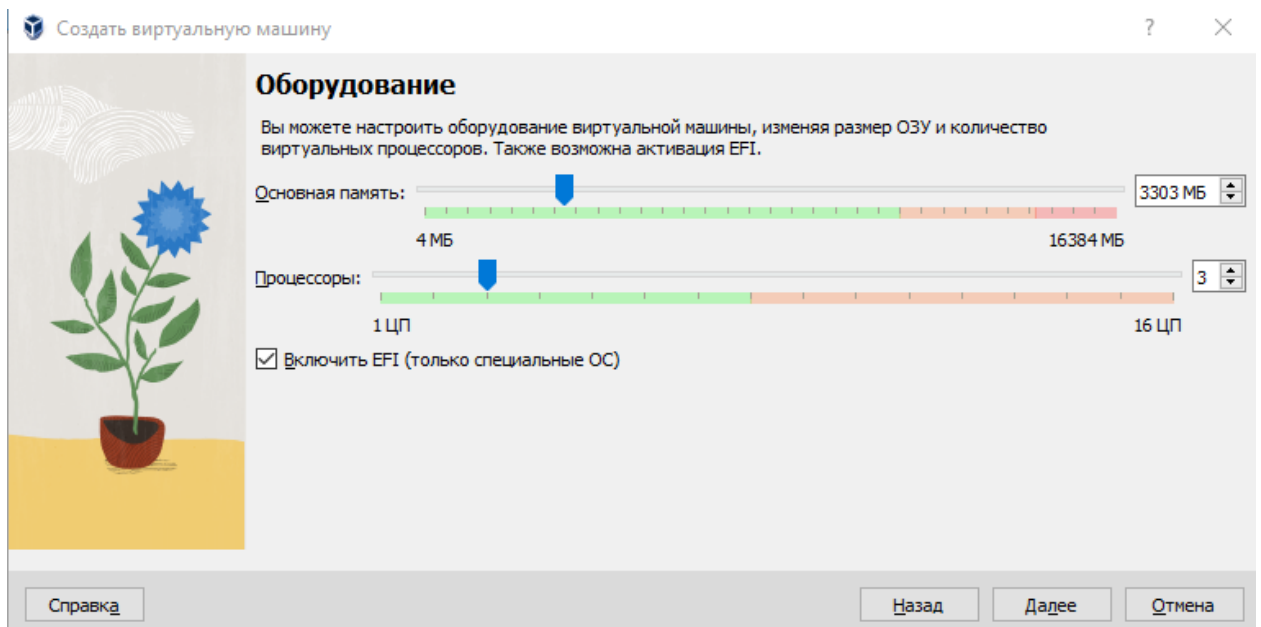 Создать виртуальную машину
Оборудование
Вы можете настроить оборудование виртуальной машины, изменяя размер ОЗУ и количество
виртуальных процессоров. Также возможна активация EFI.
Основная память: 3303 МБ
4 МБ 16384 МБ
Процессоры: 3
1 ЦП 16 ЦП
Включить EFI (только специальные ОС)
Справка Назад Далее Отмена